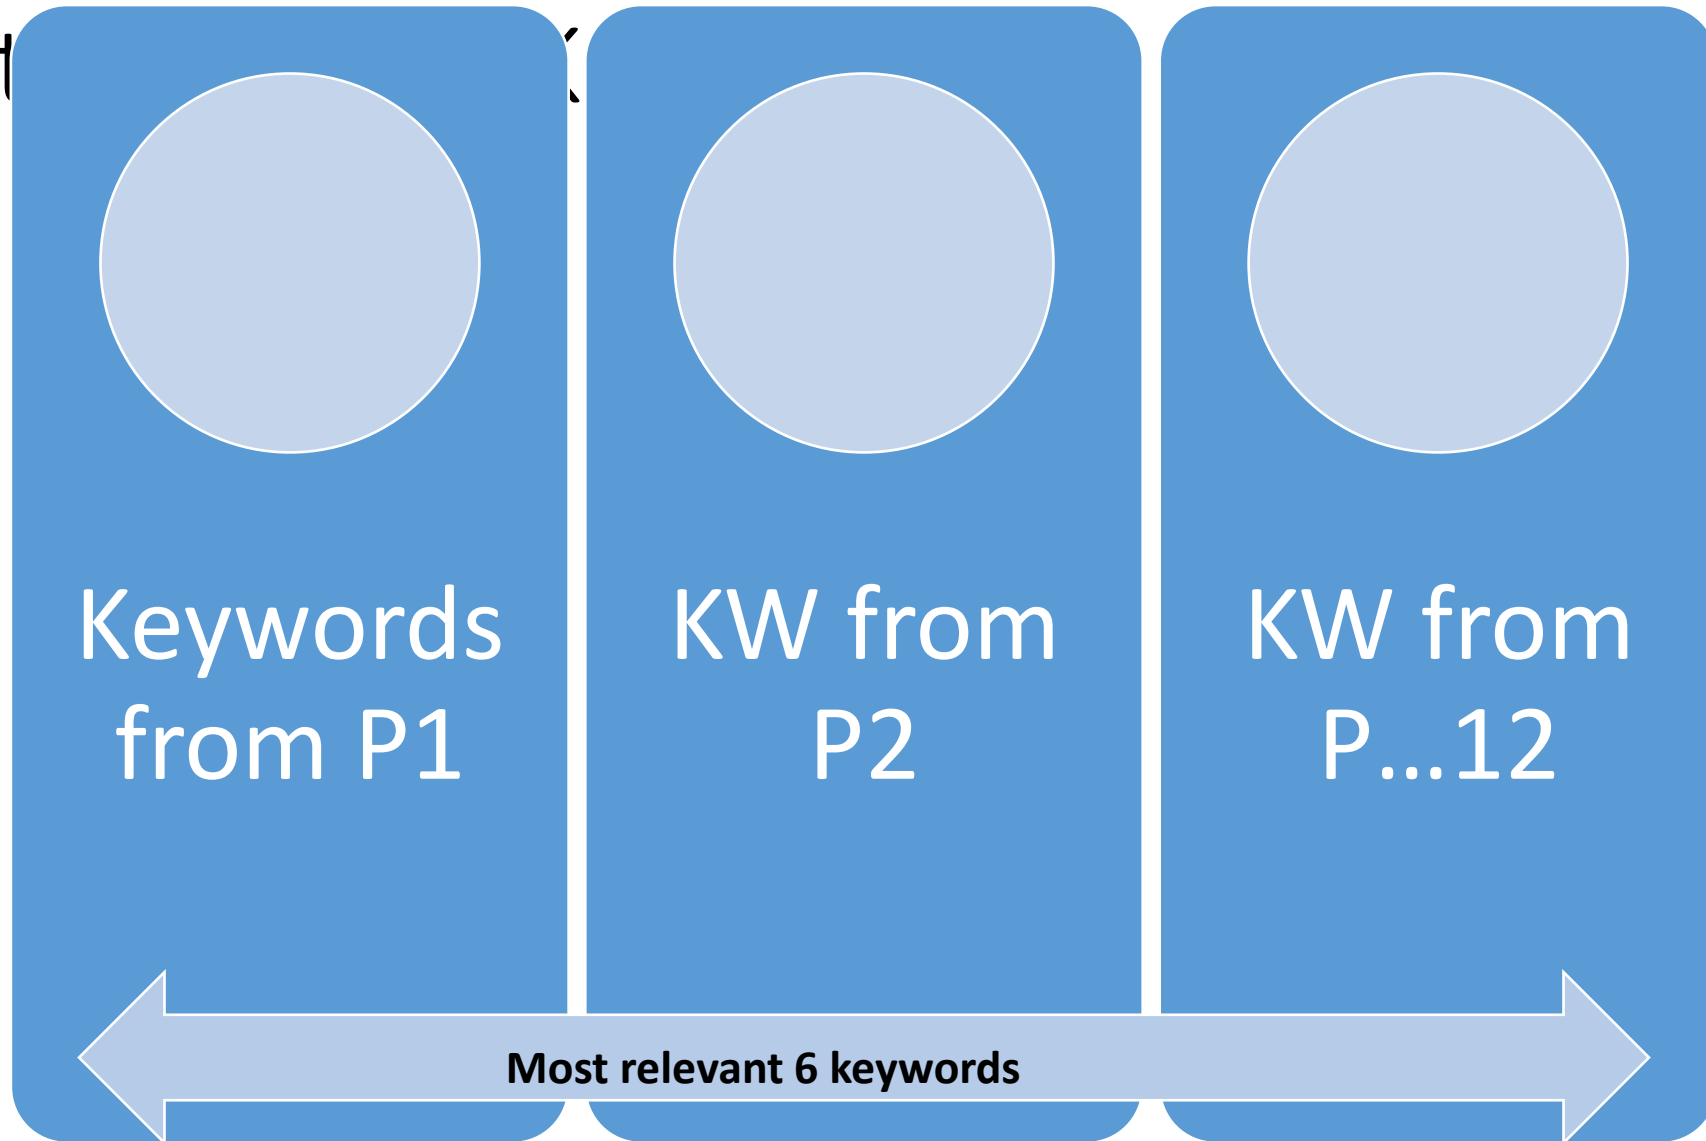 Keywords
from P1
KW from
P2
KW from
P...12
Most relevant 6 keywords